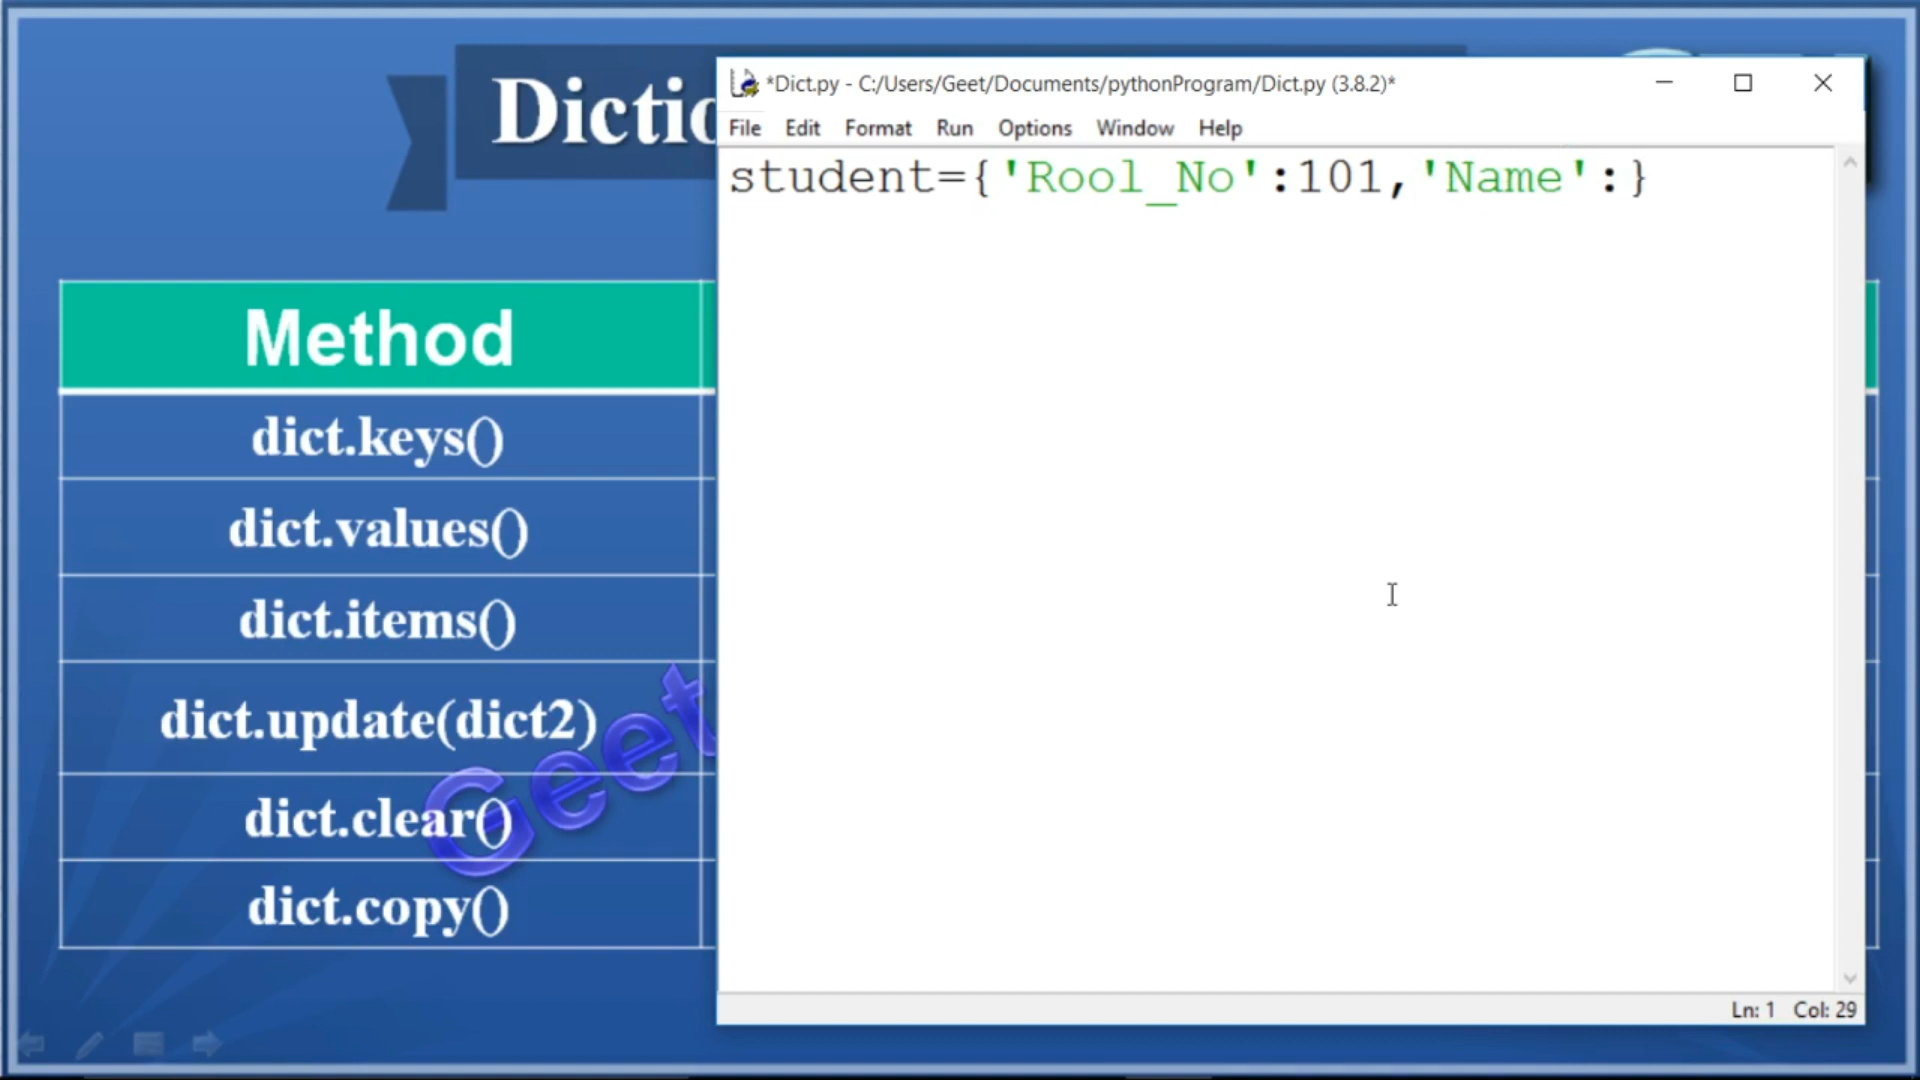 Dictio
*Dict.py - C:/Users/Geet/Documents/pythonProgram/Dict.py (3.8.2)*
File Edit Format Run Options Window Help
student={'Rool_No':101,'Name':}
Method
dict.keys()
dict.values()
dict.items()
dict.update(dict2)
dict.clear()
dict.copy()
Geet
Ln: 1 Col: 29